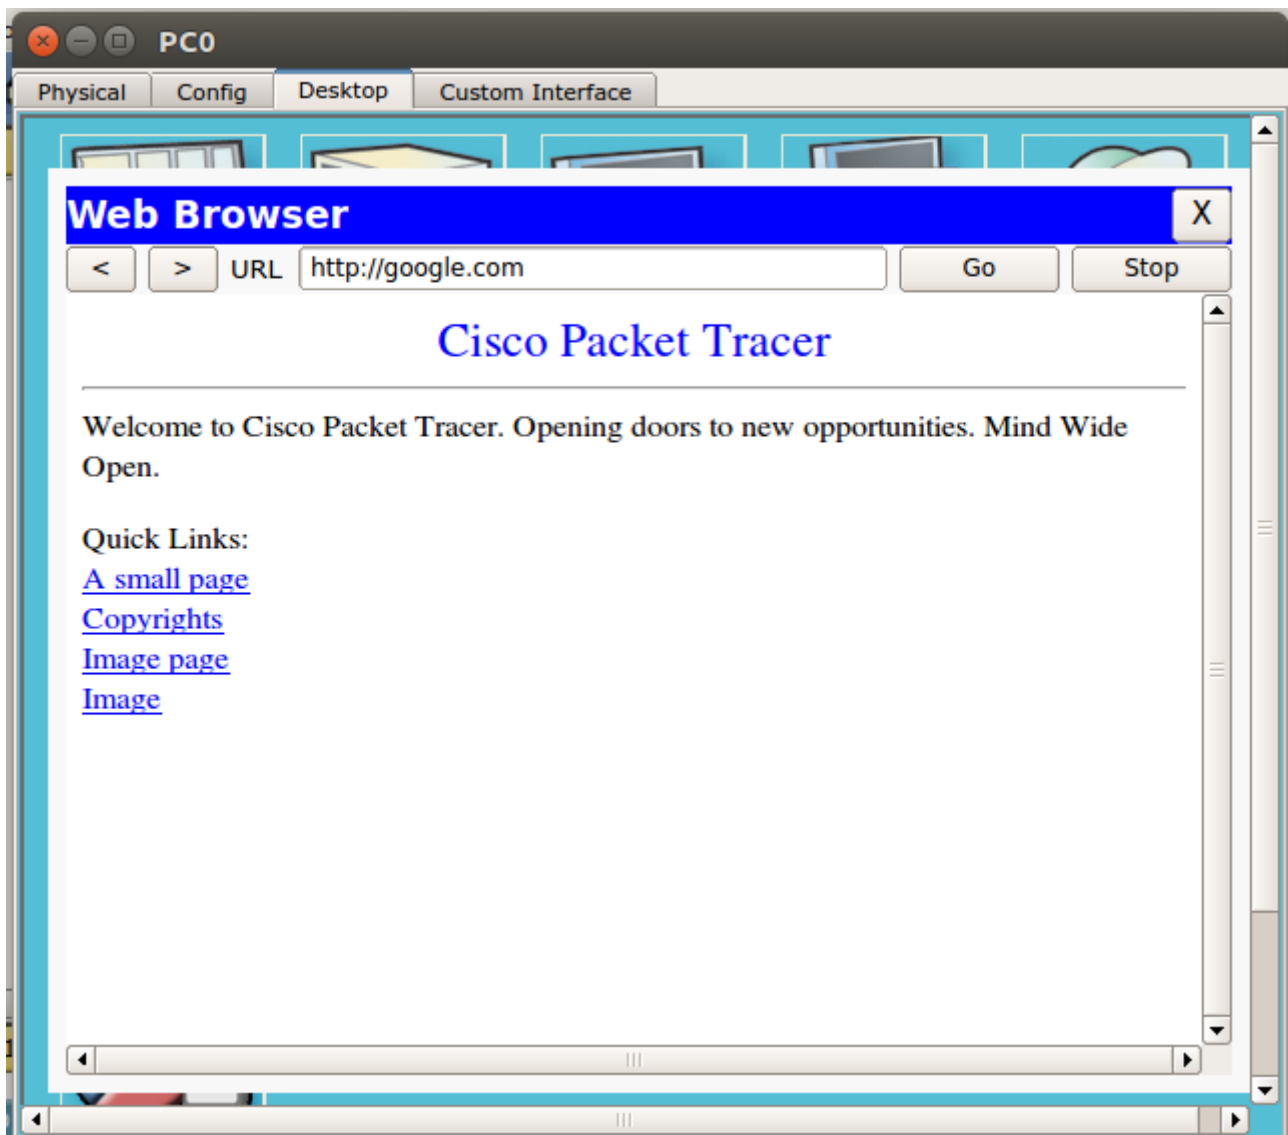 PC0
Physical Config Desktop Custom Interface
Web Browser X
< > URL http://google.com Go Stop
Cisco Packet Tracer
Welcome to Cisco Packet Tracer. Opening doors to new opportunities. Mind Wide
Open.
Quick Links:
A small page
Copyrights
Image page
Image